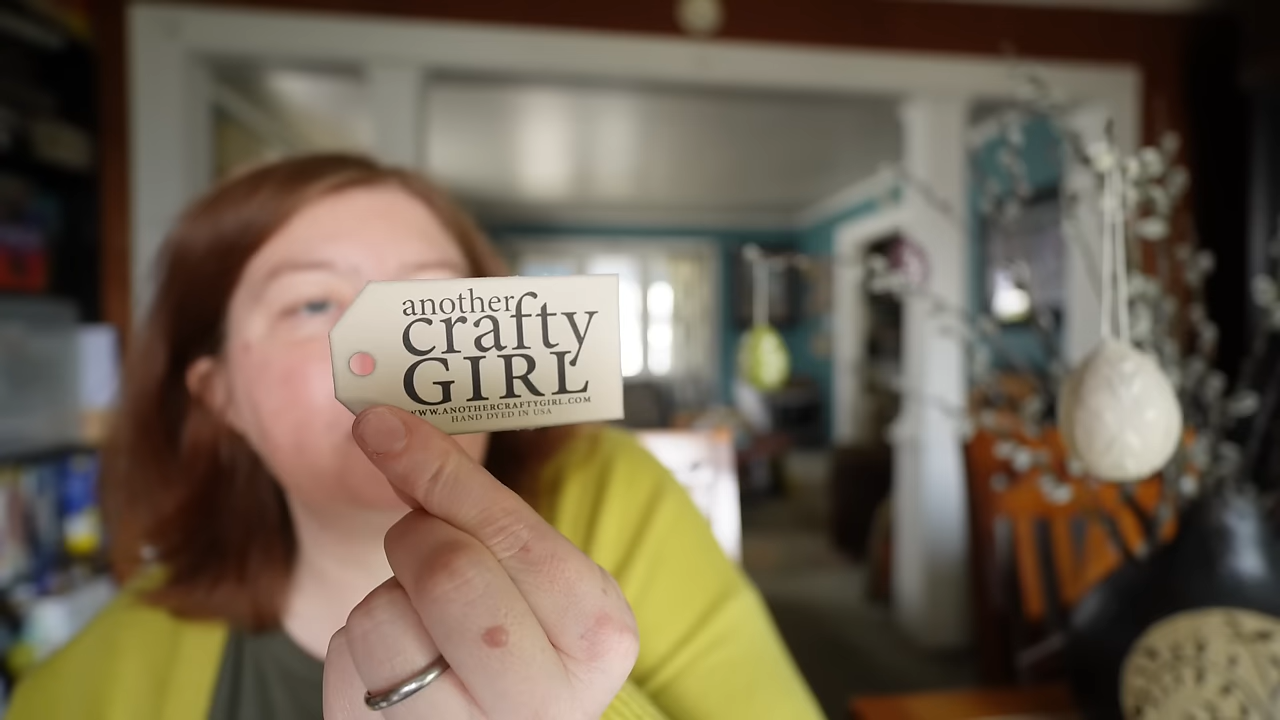 another
crafty
GIRL
WWW.ANOTHERCRAFTYGIRL.COM
HAND DYED IN USA